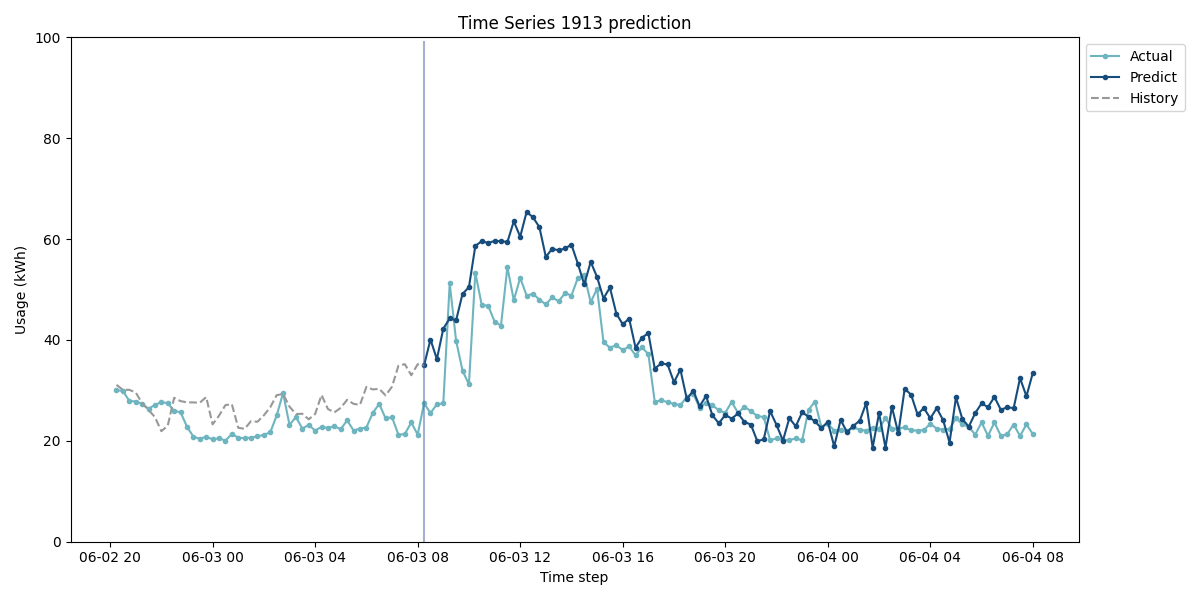 Time Series 1913 prediction
100
80
60
40
20
0
Usage (kWh)
06-02 20
06-03 00
06-03 04
06-03 08
06-03 12
06-03 16
06-03 20
06-04 00
06-04 04
06-04 08
Time step
Actual
Predict
History